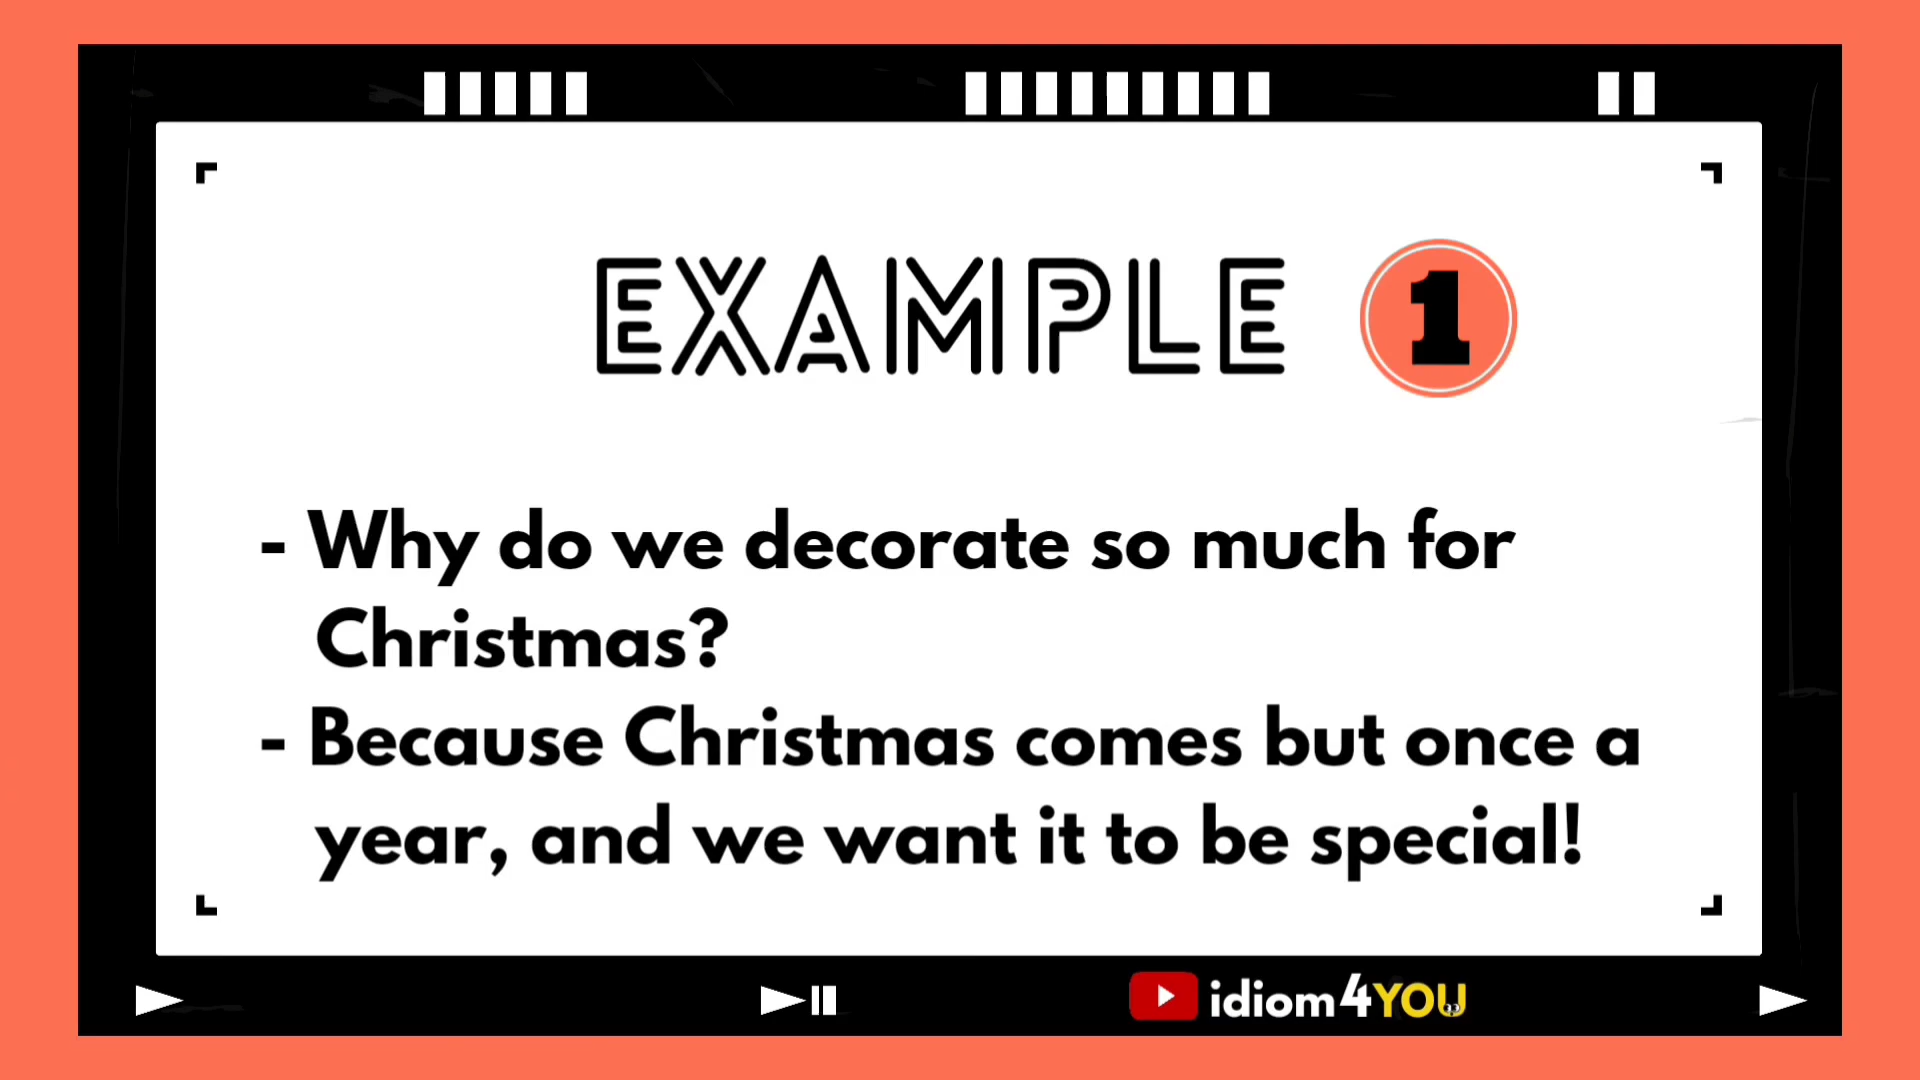 EXAMPLE 1
- Why do we decorate so much for
Christmas?
- Because Christmas comes but once a
year, and we want it to be special!
idiom4YOU